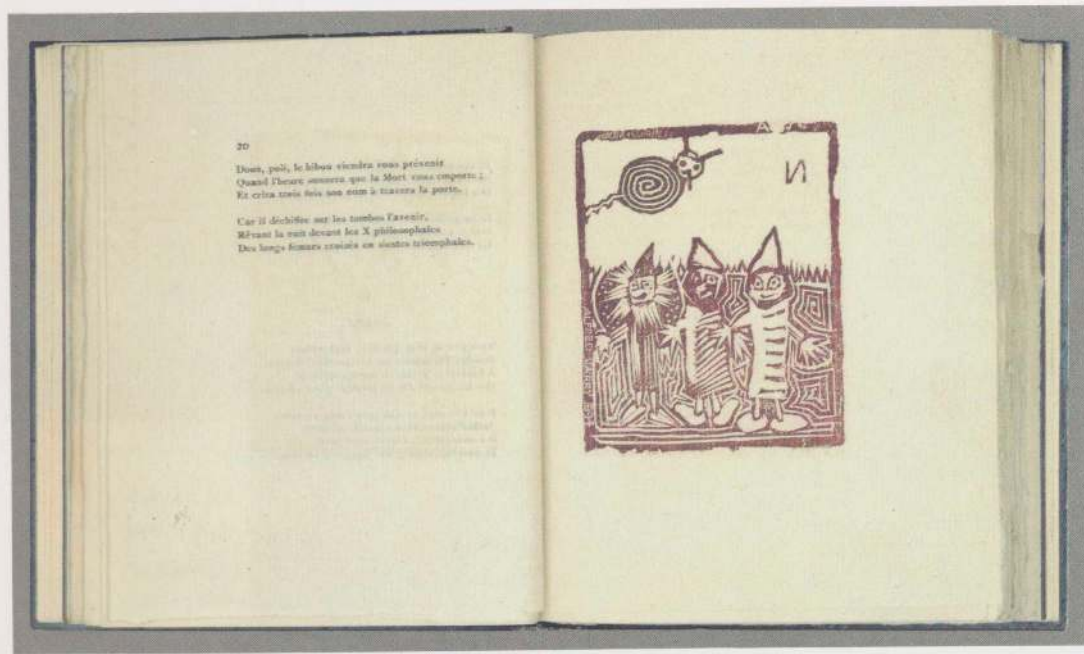 20
Doux, poli, le hibou viendra vous prévenir
Quand l'heure sonnera que la Mort vous emporte ;
Et criera trois fois son nom à travers la porte.
Car il déchiffre sur les tombes l'avenir,
Rêvant la nuit devant les X philosophales
Des longs fémurs croisés en siestes triomphales.
A
И